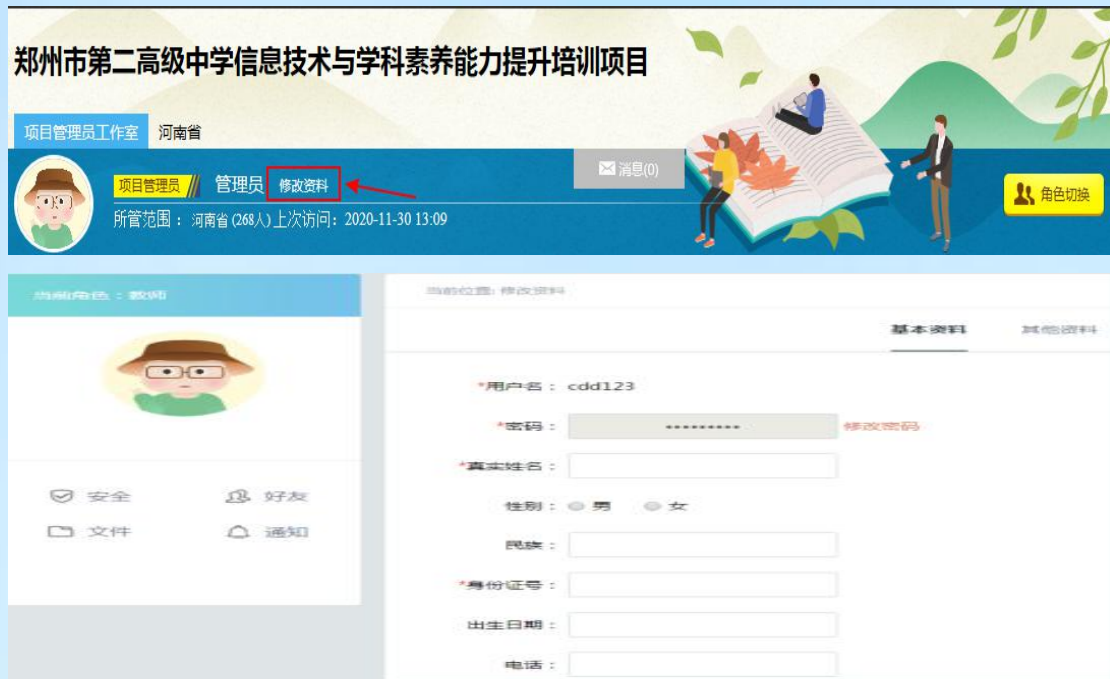 郑州市第二高级中学信息技术与学科素养能力提升培训项目
项目管理员工作室 河南省
消息(0)
项目管理员 管理员 修改资料
角色切换
所管范围： 河南省 (268人) 上次访问：2020-11-30 13:09
当前角色：教师
当前位置: 修改资料
基本资料 其他资料
*用户名： cdd123
*密码： ••••••••• 修改密码
*真实姓名：
安全 好友
性别： 男 女
文件 通知
民族：
*身份证号：
出生日期：
电话：